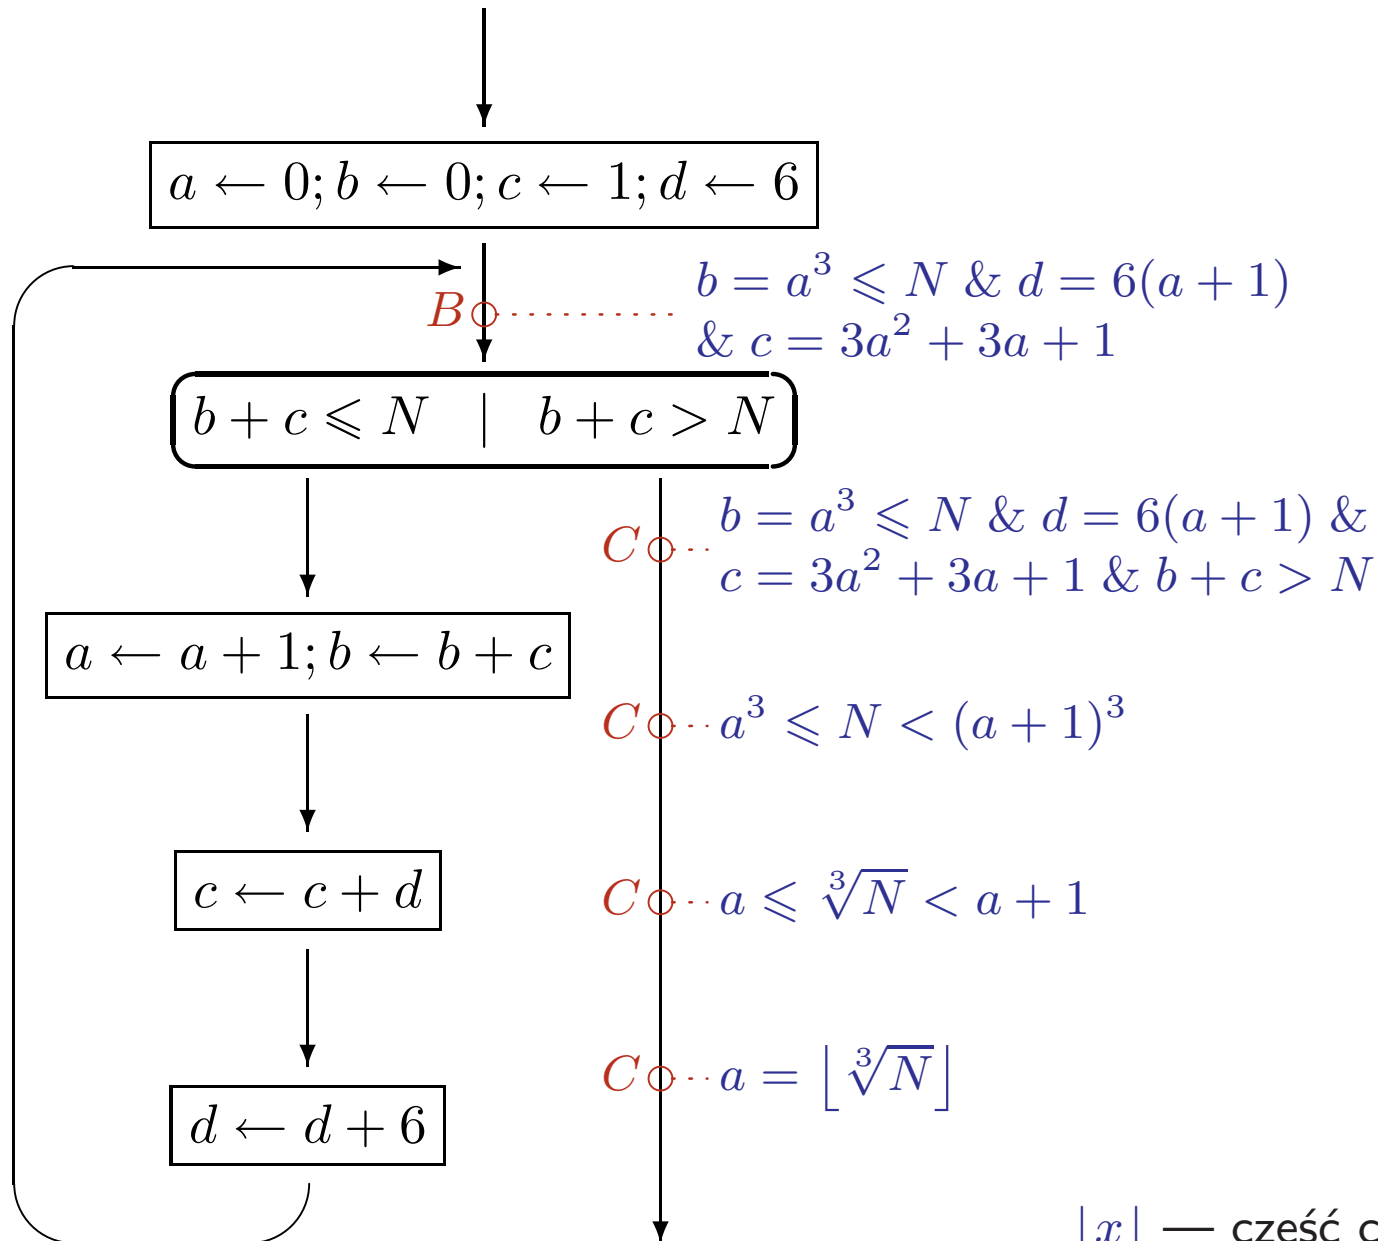 a ← 0; b ← 0; c ← 1; d ← 6
B
b = a³ ⩽ N & d = 6(a + 1)
& c = 3a² + 3a + 1
b + c ⩽ N | b + c > N
C
b = a³ ⩽ N & d = 6(a + 1) &
c = 3a² + 3a + 1 & b + c > N
a ← a + 1; b ← b + c
C a³ ⩽ N < (a + 1)³
c ← c + d
C a ⩽ ∛N < a + 1
C a = ⌊∛N⌋
d ← d + 6
⌊x⌋ — część c